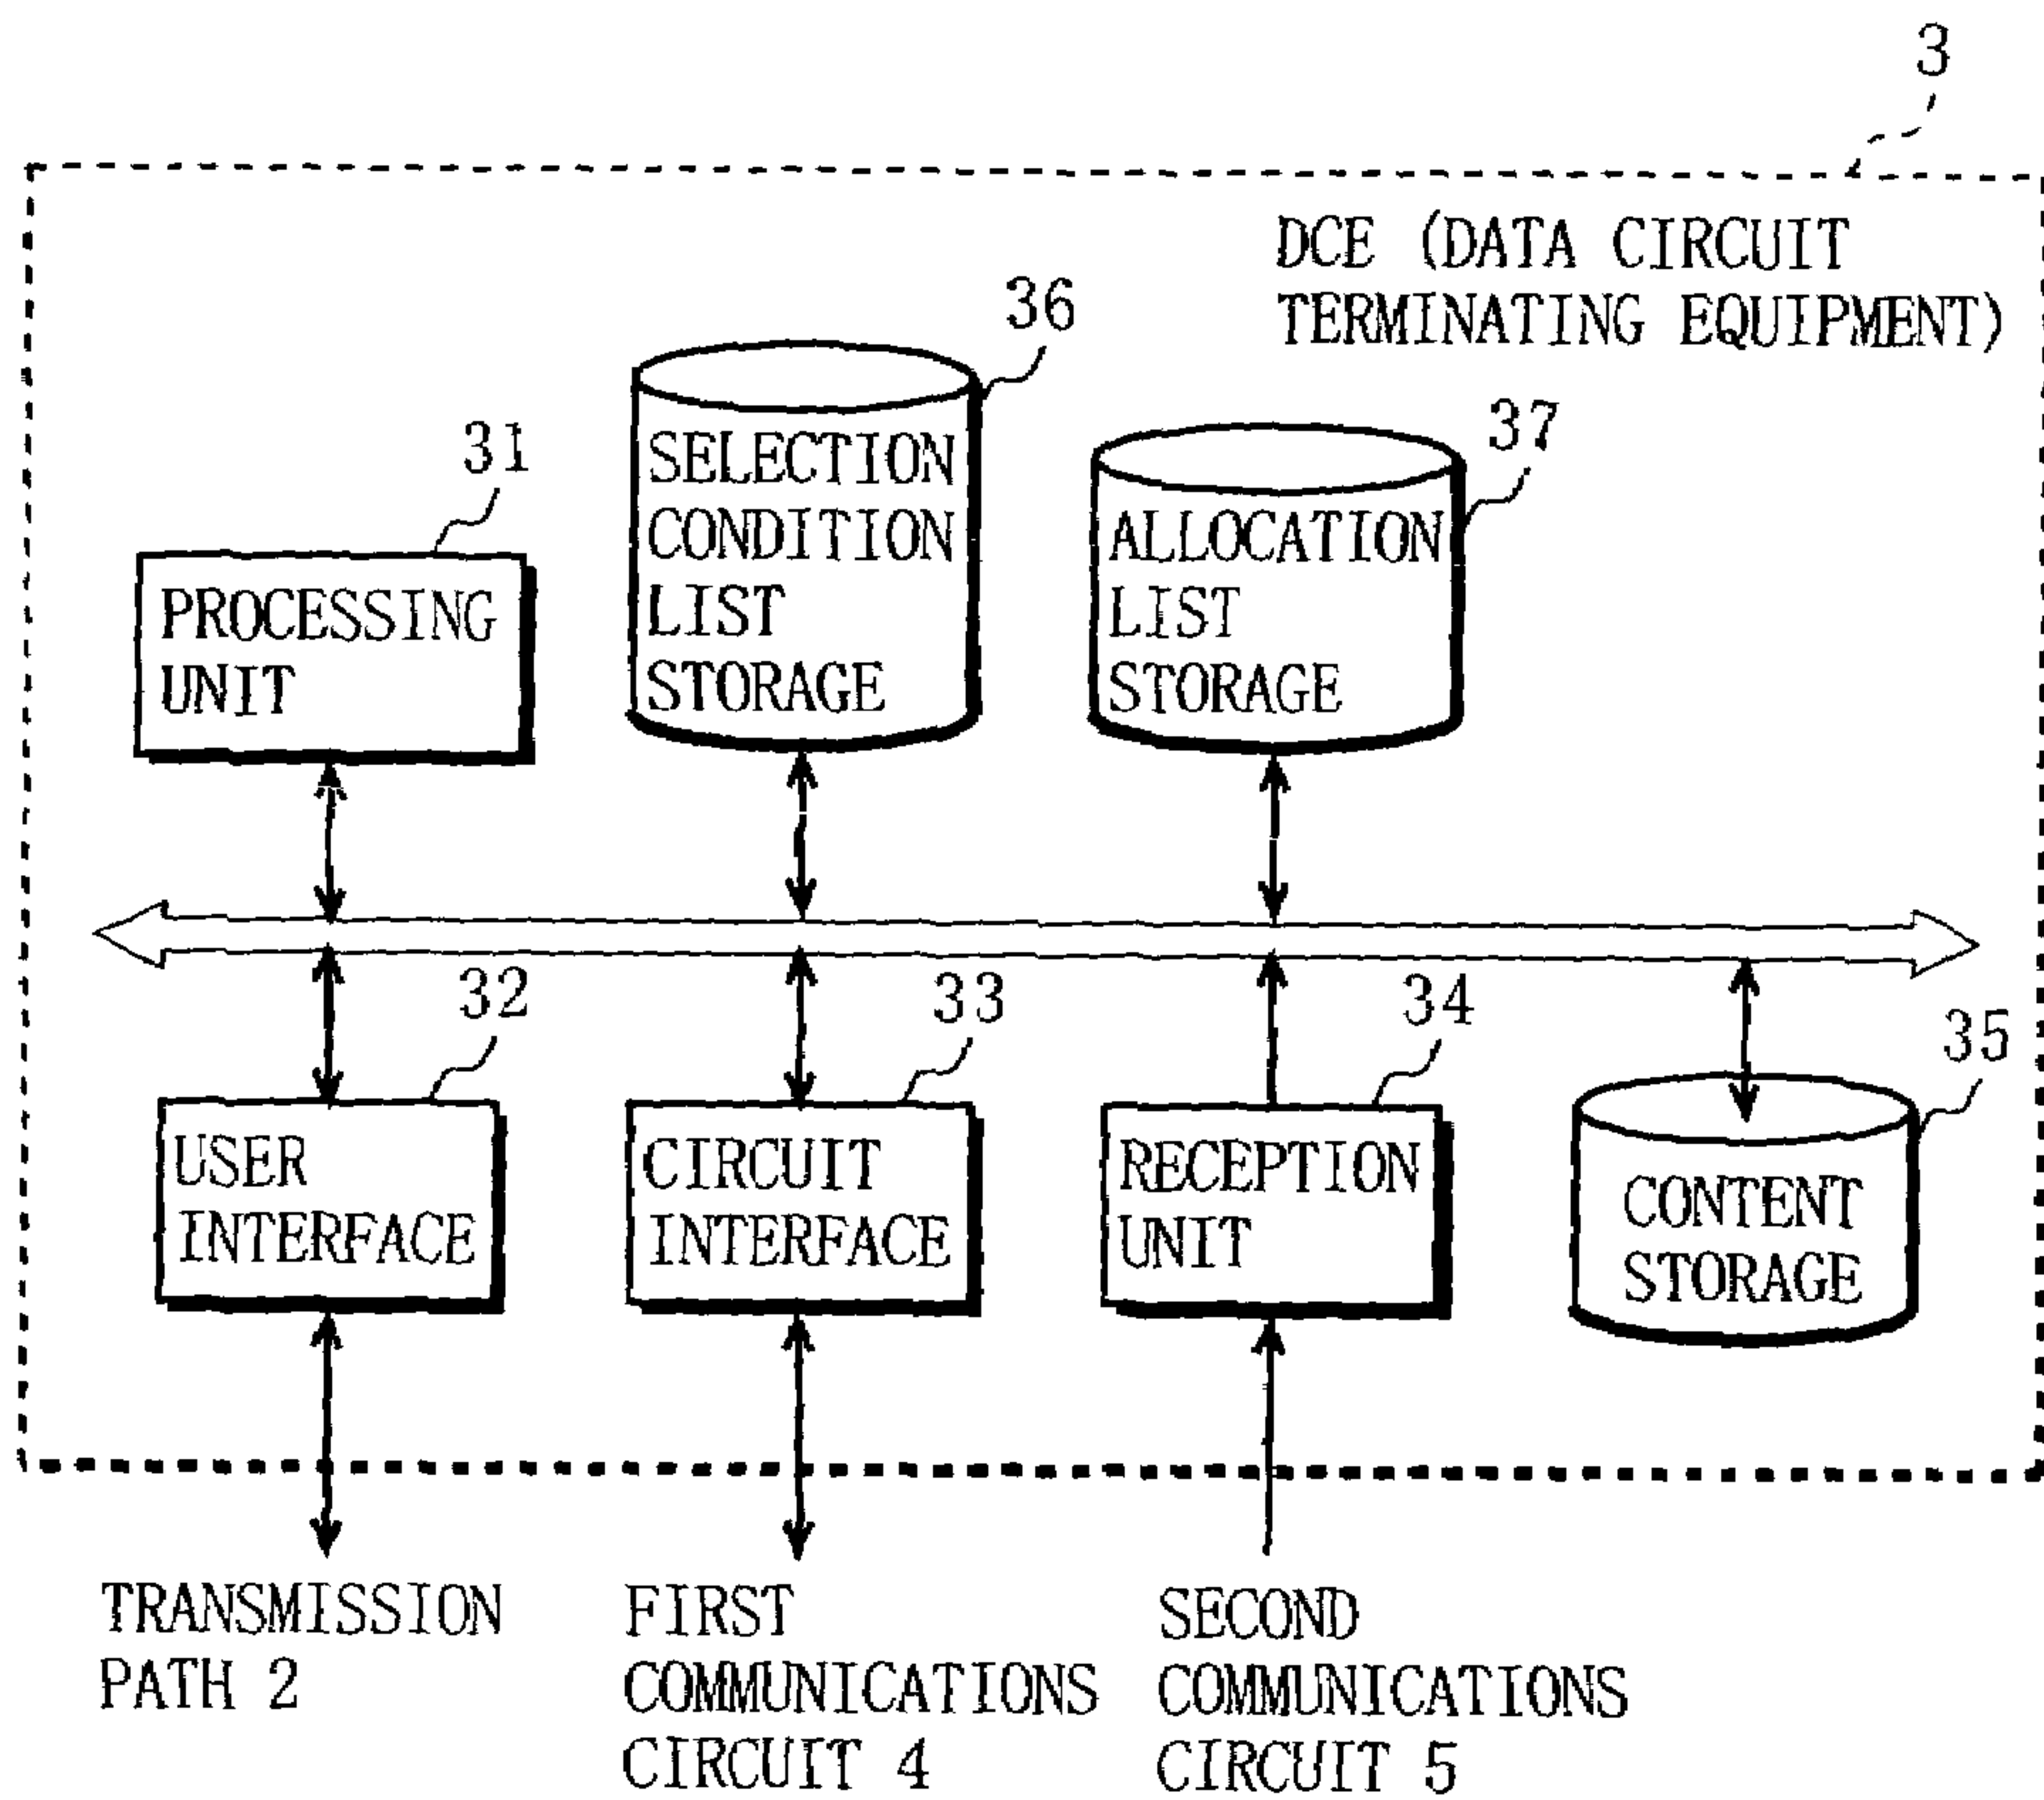 3
DCE (DATA CIRCUIT
TERMINATING EQUIPMENT)
36
37
31
SELECTION
CONDITION
LIST
STORAGE
ALLOCATION
LIST
STORAGE
PROCESSING
UNIT
32
33
34
35
USER
INTERFACE
CIRCUIT
INTERFACE
RECEPTION
UNIT
CONTENT
STORAGE
TRANSMISSION
PATH 2
FIRST
COMMUNICATIONS
CIRCUIT 4
SECOND
COMMUNICATIONS
CIRCUIT 5